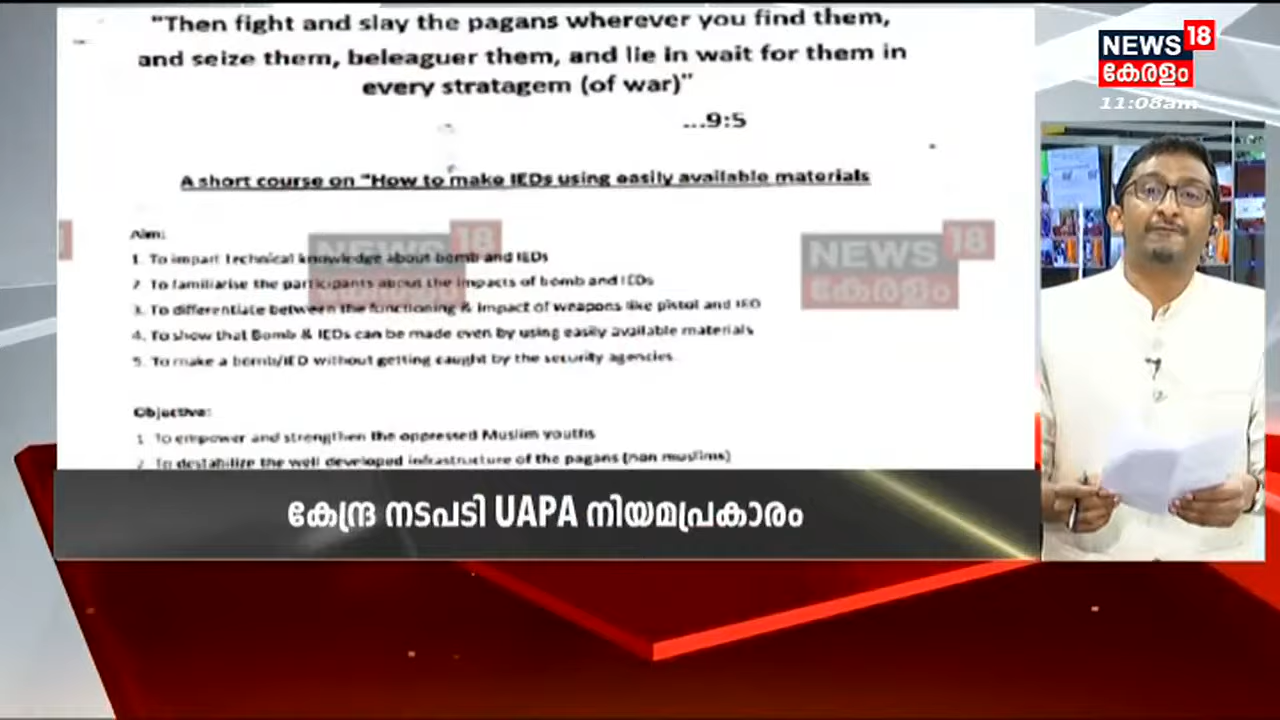 "Then fight and slay the pagans wherever you find them,
and seize them, beleaguer them, and lie in wait for them in
every stratagem (of war)"
...9:5
A short course on "How to make IEDs using easily available materials
Aim:
1. To impart technical knowledge about bomb and IEDs
2. To familiarise the participants about the impacts of bomb and IEDs
3. To differentiate between the functioning & impact of weapons like pistol and IED
4. To show that Bomb & IEDs can be made even by using easily available materials
5. To make a bomb/IED without getting caught by the security agencies.
Objective:
1. To empower and strengthen the oppressed Muslim youths
2. To destabilize the well developed infrastructure of the pagans (non muslims)
NEWS 18
കേരളം
NEWS 18
കേരളം
കേന്ദ്ര നടപടി UAPA നിയമപ്രകാരം
NEWS 18
കേരളം
11:08am